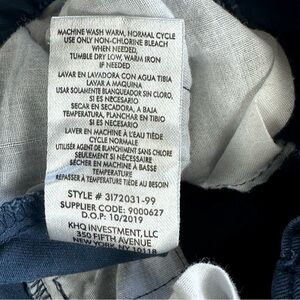 MACHINE WASH WARM, NORMAL CYCLE
USE ONLY NON-CHLORINE BLEACH
WHEN NEEDED,
TUMBLE DRY LOW, WARM IRON
IF NEEDED
LAVAR EN LAVADORA CON AGUA TIBIA
LAVAR A MAQUINA
USAR SOLAMENTE BLANQUEADOR SIN CLORO,
SI ES NECESARIO
SECAR EN SECADORA, A BAJA
TEMPERATURA, PLANCHAR EN TIBIO
SI ES NECESARIO
LAVER EN MACHINE À L'EAU TIÈDE
CYCLE NORMALE
UTILISER AGENT DE BLANCHIMENT SANS CHLORE
SEULEMENT SI NÉCESSAIRE
SÉCHER EN MACHINE À BASSE
TEMPÉRATURE
REPASSER À TEMPÉRATURE TIÈDE AU BESOIN
STYLE # 3172031-99
SUPPLIER CODE: 9000627
D.O.P: 10/2019
KHQ INVESTMENT, LLC
350 FIFTH AVENUE
NEW YORK, NY 10118